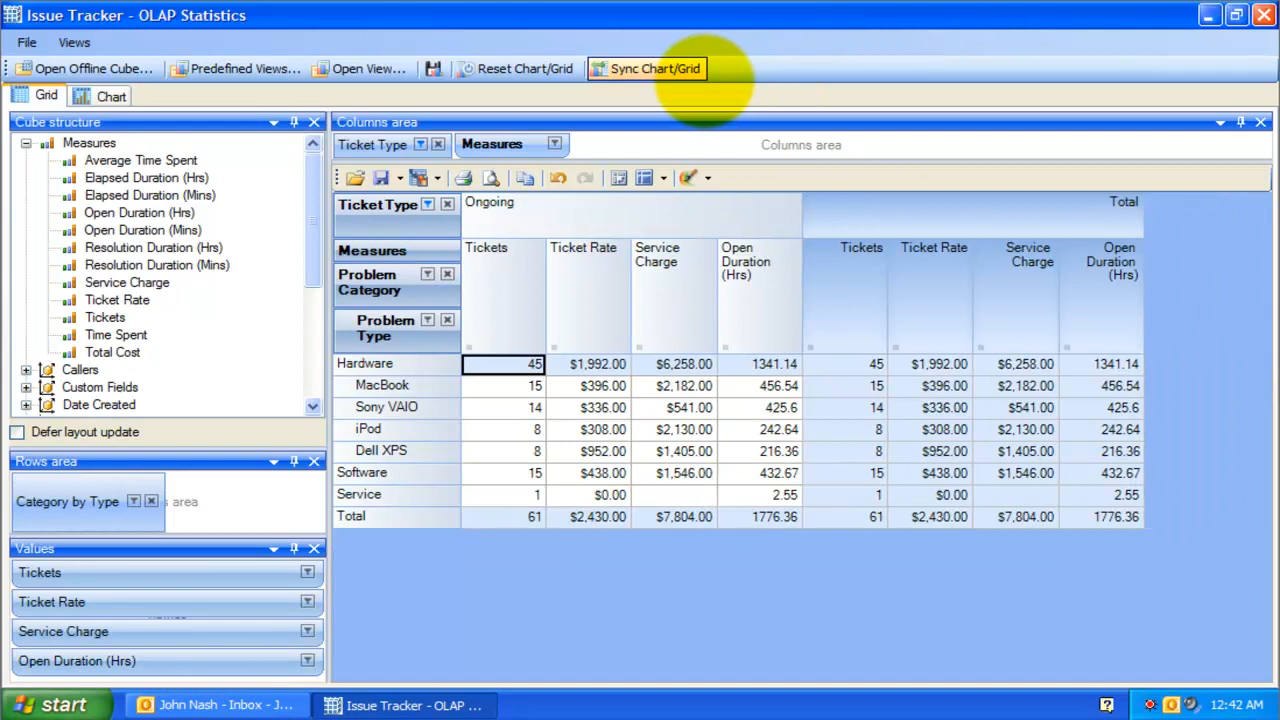 Issue Tracker - OLAP Statistics
File Views
Open Offline Cube... Predefined Views... Open View... Reset Chart/Grid Sync Chart/Grid
Grid Chart
Cube structure
Measures
Average Time Spent
Elapsed Duration (Hrs)
Elapsed Duration (Mins)
Open Duration (Hrs)
Open Duration (Mins)
Resolution Duration (Hrs)
Resolution Duration (Mins)
Service Charge
Ticket Rate
Tickets
Time Spent
Total Cost
Callers
Custom Fields
Date Created
Defer layout update
Rows area
Category by Type s area
Values
Tickets
Ticket Rate
Service Charge
Open Duration (Hrs)
Columns area
Ticket Type Measures Columns area
Ticket Type Ongoing Total
Measures Tickets Ticket Rate Service Charge Open Duration (Hrs) Tickets Ticket Rate Service Charge Open Duration (Hrs)
Problem Category
Problem Type
Hardware 45 $1,992.00 $6,258.00 1341.14 45 $1,992.00 $6,258.00 1341.14
MacBook 15 $396.00 $2,182.00 456.54 15 $396.00 $2,182.00 456.54
Sony VAIO 14 $336.00 $541.00 425.6 14 $336.00 $541.00 425.6
iPod 8 $308.00 $2,130.00 242.64 8 $308.00 $2,130.00 242.64
Dell XPS 8 $952.00 $1,405.00 216.36 8 $952.00 $1,405.00 216.36
Software 15 $438.00 $1,546.00 432.67 15 $438.00 $1,546.00 432.67
Service 1 $0.00 2.55 1 $0.00 2.55
Total 61 $2,430.00 $7,804.00 1776.36 61 $2,430.00 $7,804.00 1776.36
start John Nash - Inbox - J... Issue Tracker - OLAP ... 12:42 AM